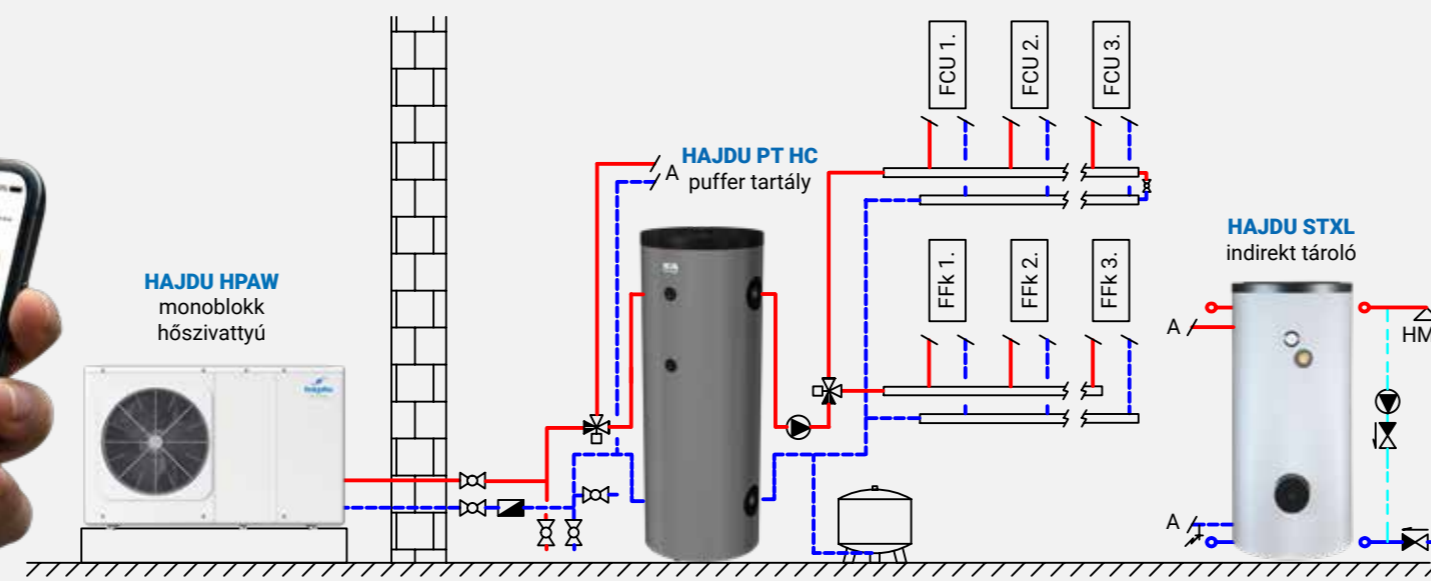 HAJDU HPAW
monoblokk
hőszivattyú
A
HAJDU PT HC
puffer tartály
FCU 1.
FCU 2.
FCU 3.
FFk 1.
FFk 2.
FFk 3.
HAJDU STXL
indirekt tároló
A
A
HM